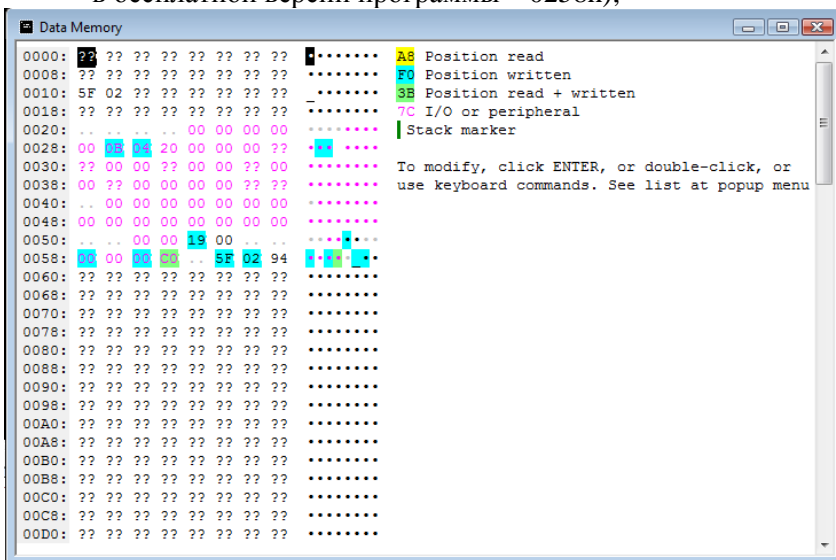 в бесплатной версии программы –
Data Memory
0000: ?? ?? ?? ?? ?? ?? ?? ?? •••••••• A8 Position read
0008: ?? ?? ?? ?? ?? ?? ?? ?? •••••••• F0 Position written
0010: 5F 02 ?? ?? ?? ?? ?? ?? _••••••• 3B Position read + written
0018: ?? ?? ?? ?? ?? ?? ?? ?? •••••••• 7C I/O or peripheral
0020: .. .. .. .. 00 00 00 00 •••••••• Stack marker
0028: 00 0B 04 20 00 00 00 ?? ••• ••••
0030: ?? 00 00 ?? 00 00 ?? 00 •••••••• To modify, click ENTER, or double-click, or
0038: 00 ?? 00 00 00 00 ?? ?? •••••••• use keyboard commands. See list at popup menu
0040: .. 00 00 00 00 00 00 00 ••••••••
0048: 00 00 00 00 00 00 00 00 ••••••••
0050: .. .. 00 00 19 00 .. .. ••••••••
0058: 00 00 00 C0 .. 5F 02 94 •••••_••
0060: ?? ?? ?? ?? ?? ?? ?? ?? ••••••••
0068: ?? ?? ?? ?? ?? ?? ?? ?? ••••••••
0070: ?? ?? ?? ?? ?? ?? ?? ?? ••••••••
0078: ?? ?? ?? ?? ?? ?? ?? ?? ••••••••
0080: ?? ?? ?? ?? ?? ?? ?? ?? ••••••••
0088: ?? ?? ?? ?? ?? ?? ?? ?? ••••••••
0090: ?? ?? ?? ?? ?? ?? ?? ?? ••••••••
0098: ?? ?? ?? ?? ?? ?? ?? ?? ••••••••
00A0: ?? ?? ?? ?? ?? ?? ?? ?? ••••••••
00A8: ?? ?? ?? ?? ?? ?? ?? ?? ••••••••
00B0: ?? ?? ?? ?? ?? ?? ?? ?? ••••••••
00B8: ?? ?? ?? ?? ?? ?? ?? ?? ••••••••
00C0: ?? ?? ?? ?? ?? ?? ?? ?? ••••••••
00C8: ?? ?? ?? ?? ?? ?? ?? ?? ••••••••
00D0: ?? ?? ?? ?? ?? ?? ?? ?? ••••••••